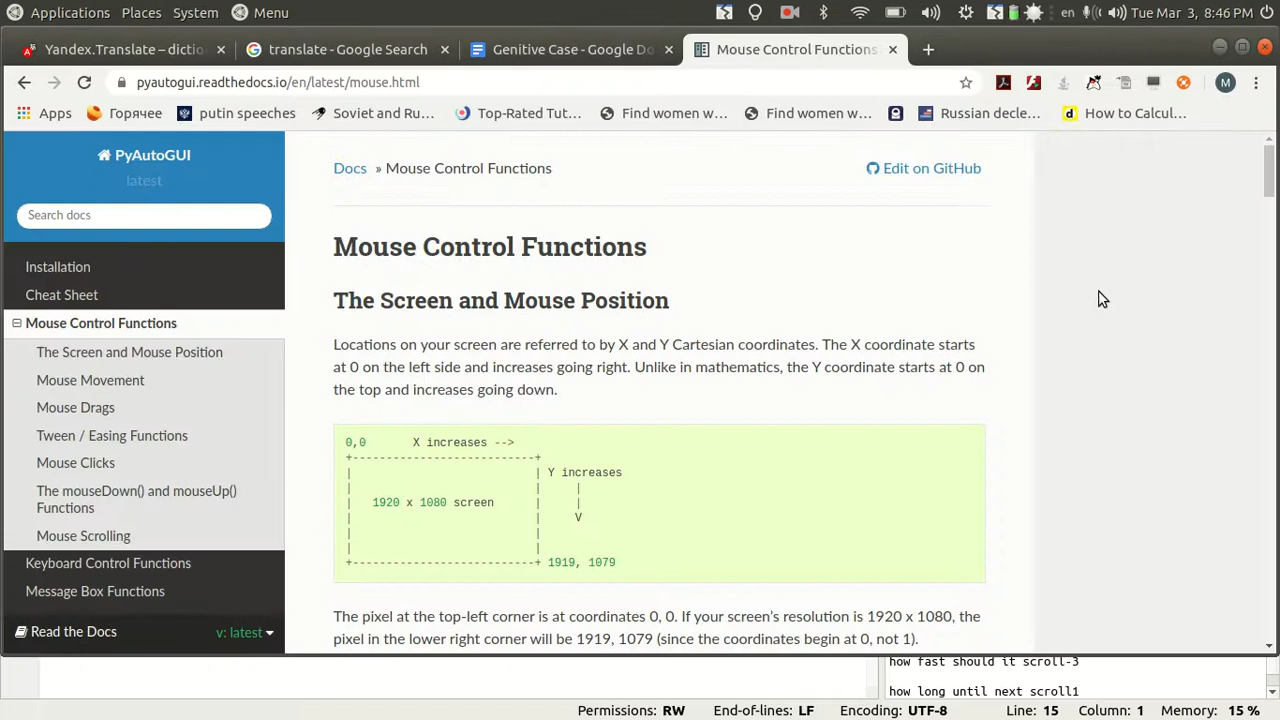 Applications Places System Menu en Tue Mar 3, 8:46 PM
Yandex.Translate – dictio translate - Google Search Genitive Case - Google Do Mouse Control Functions
pyautogui.readthedocs.io/en/latest/mouse.html M
Apps Горячее putin speeches Soviet and Ru... Top-Rated Tut... Find women w... Find women w... Russian decle... d How to Calcul...
PyAutoGUI
latest
Search docs
Installation
Cheat Sheet
Mouse Control Functions
The Screen and Mouse Position
Mouse Movement
Mouse Drags
Tween / Easing Functions
Mouse Clicks
The mouseDown() and mouseUp()
Functions
Mouse Scrolling
Keyboard Control Functions
Message Box Functions
Read the Docs v: latest
Docs » Mouse Control Functions Edit on GitHub
Mouse Control Functions
The Screen and Mouse Position
Locations on your screen are referred to by X and Y Cartesian coordinates. The X coordinate starts
at 0 on the left side and increases going right. Unlike in mathematics, the Y coordinate starts at 0 on
the top and increases going down.
0,0 X increases -->
+---------------------------+
| | Y increases
| | |
| 1920 x 1080 screen | |
| | V
| |
| |
+---------------------------+ 1919, 1079
The pixel at the top-left corner is at coordinates 0, 0. If your screen's resolution is 1920 x 1080, the
pixel in the lower right corner will be 1919, 1079 (since the coordinates begin at 0, not 1).
how fast should it scroll-3
how long until next scroll1
Permissions: RW End-of-lines: LF Encoding: UTF-8 Line: 15 Column: 1 Memory: 15 %